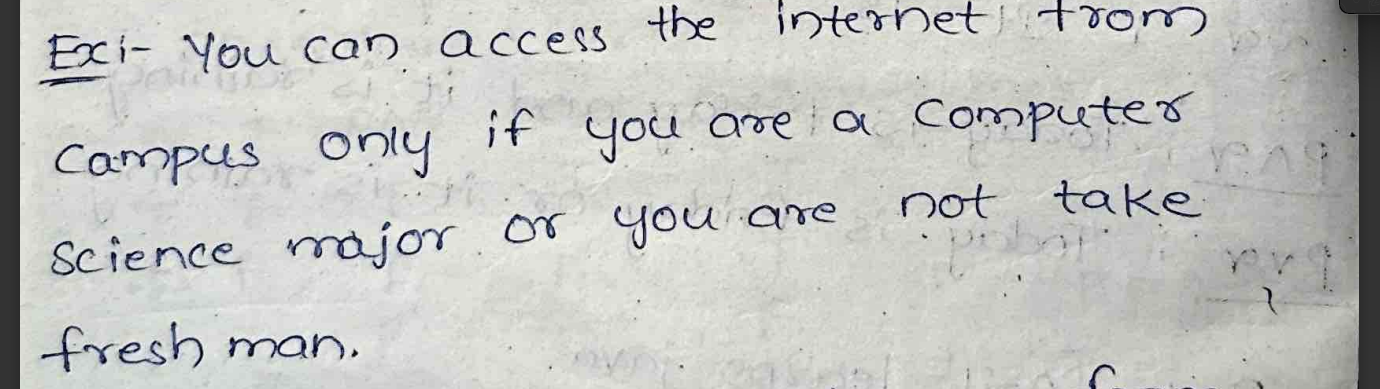 Ex:- You can access the internet from
campus only if you are a computer
science major or you are not take
fresh man.